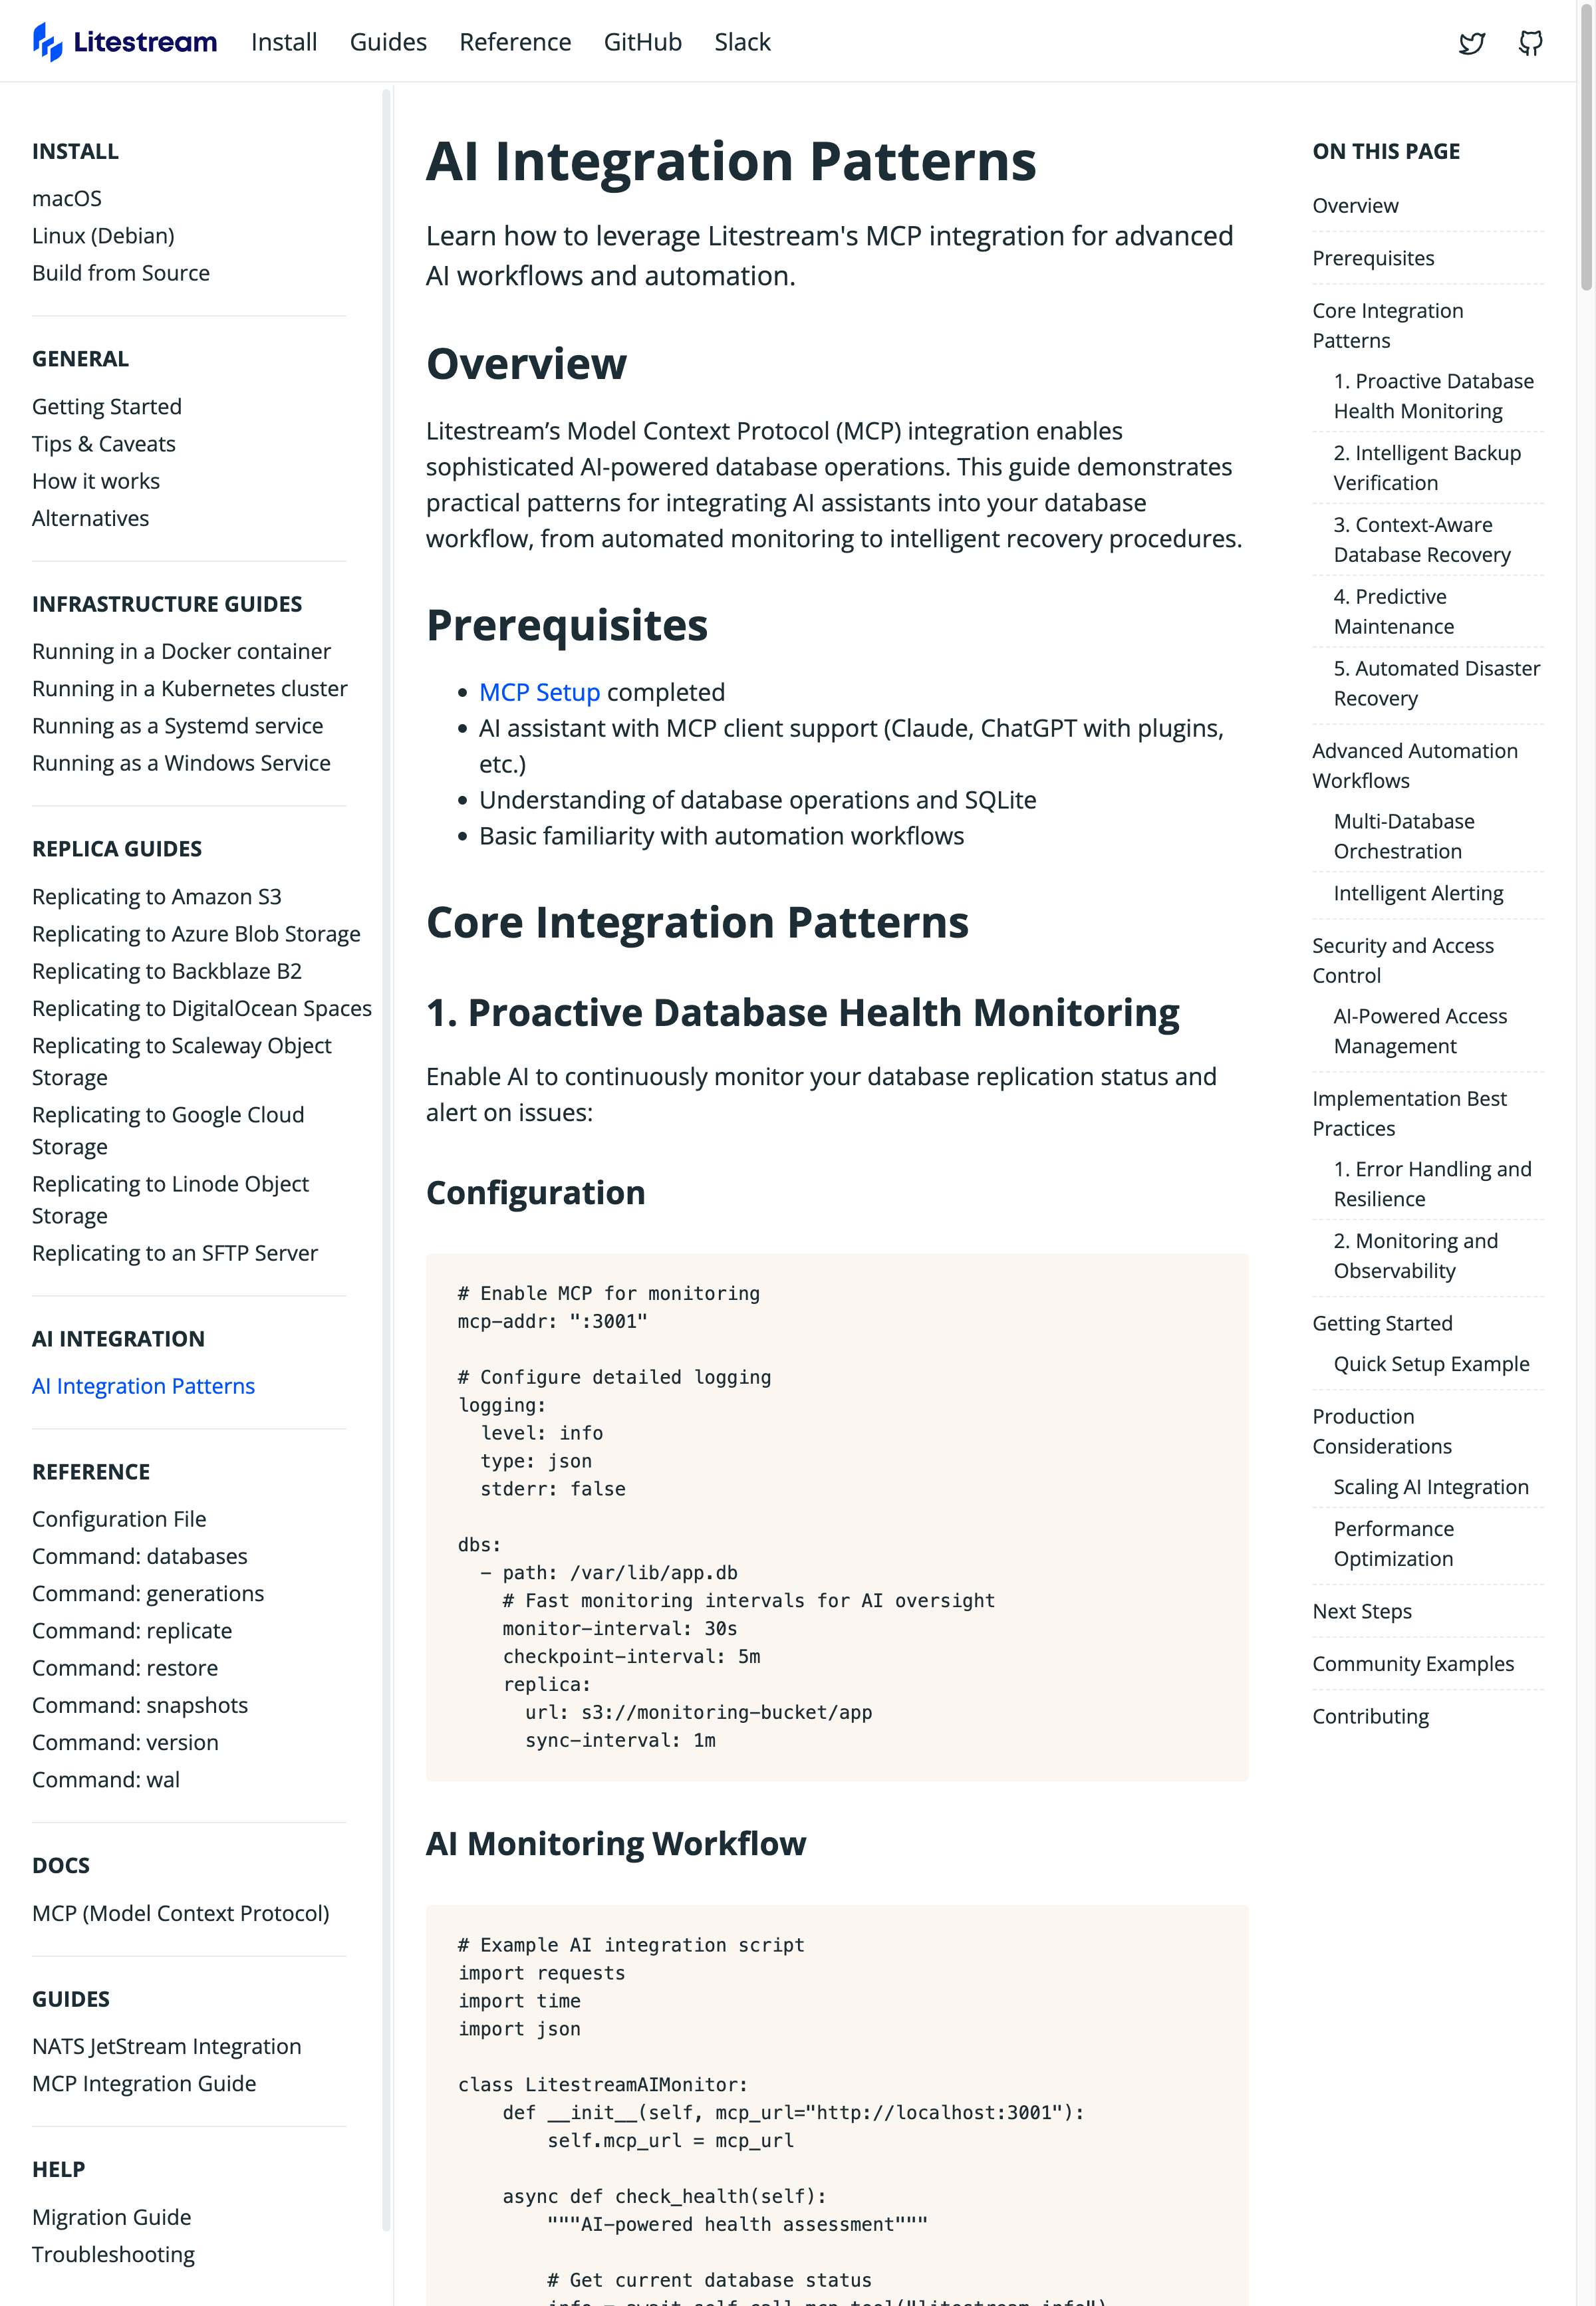 Litestream
Install
Guides
Reference
GitHub
Slack
INSTALL
macOS
Linux (Debian)
Build from Source
GENERAL
Getting Started
Tips & Caveats
How it works
Alternatives
INFRASTRUCTURE GUIDES
Running in a Docker container
Running in a Kubernetes cluster
Running as a Systemd service
Running as a Windows Service
REPLICA GUIDES
Replicating to Amazon S3
Replicating to Azure Blob Storage
Replicating to Backblaze B2
Replicating to DigitalOcean Spaces
Replicating to Scaleway Object
Storage
Replicating to Google Cloud
Storage
Replicating to Linode Object
Storage
Replicating to an SFTP Server
AI INTEGRATION
AI Integration Patterns
REFERENCE
Configuration File
Command: databases
Command: generations
Command: replicate
Command: restore
Command: snapshots
Command: version
Command: wal
DOCS
MCP (Model Context Protocol)
GUIDES
NATS JetStream Integration
MCP Integration Guide
HELP
Migration Guide
Troubleshooting
AI Integration Patterns
Learn how to leverage Litestream's MCP integration for advanced
AI workflows and automation.
Overview
Litestream’s Model Context Protocol (MCP) integration enables
sophisticated AI-powered database operations. This guide demonstrates
practical patterns for integrating AI assistants into your database
workflow, from automated monitoring to intelligent recovery procedures.
Prerequisites
• MCP Setup completed
• AI assistant with MCP client support (Claude, ChatGPT with plugins,
etc.)
• Understanding of database operations and SQLite
• Basic familiarity with automation workflows
Core Integration Patterns
1. Proactive Database Health Monitoring
Enable AI to continuously monitor your database replication status and
alert on issues:
Configuration
# Enable MCP for monitoring
mcp-addr: ":3001"
# Configure detailed logging
logging:
  level: info
  type: json
  stderr: false
dbs:
  - path: /var/lib/app.db
    # Fast monitoring intervals for AI oversight
    monitor-interval: 30s
    checkpoint-interval: 5m
    replica:
      url: s3://monitoring-bucket/app
      sync-interval: 1m
AI Monitoring Workflow
# Example AI integration script
import requests
import time
import json
class LitestreamAIMonitor:
    def __init__(self, mcp_url="http://localhost:3001"):
        self.mcp_url = mcp_url
    async def check_health(self):
        """AI-powered health assessment"""
        # Get current database status
        info = await self.call_mcp_tool("litestream_info")
ON THIS PAGE
Overview
Prerequisites
Core Integration
Patterns
1. Proactive Database
Health Monitoring
2. Intelligent Backup
Verification
3. Context-Aware
Database Recovery
4. Predictive
Maintenance
5. Automated Disaster
Recovery
Advanced Automation
Workflows
Multi-Database
Orchestration
Intelligent Alerting
Security and Access
Control
AI-Powered Access
Management
Implementation Best
Practices
1. Error Handling and
Resilience
2. Monitoring and
Observability
Getting Started
Quick Setup Example
Production
Considerations
Scaling AI Integration
Performance
Optimization
Next Steps
Community Examples
Contributing